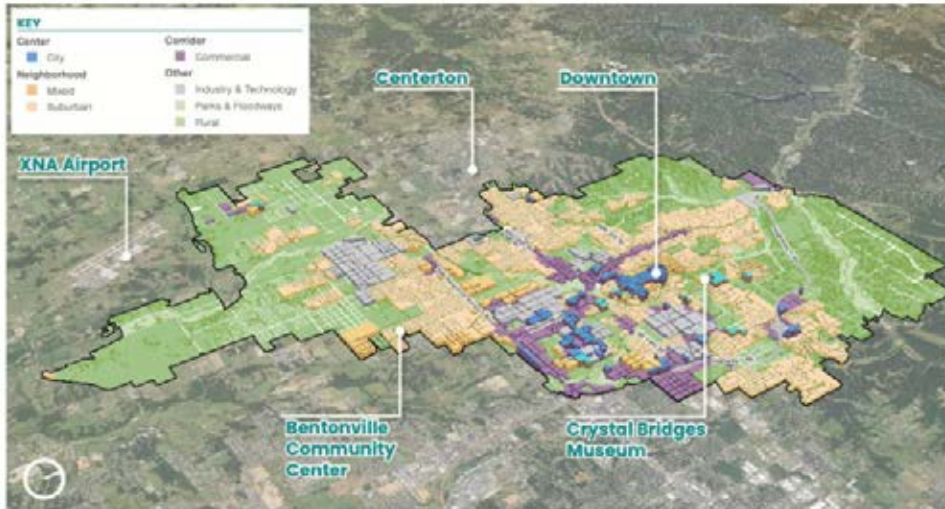 KEY
Center
City
Neighborhood
Mixed
Suburban
Corridor
Commercial
Other
Industry & Technology
Parks & Floodways
Rural
Centerton
Downtown
XNA Airport
Bentonville
Community
Center
Crystal Bridges
Museum